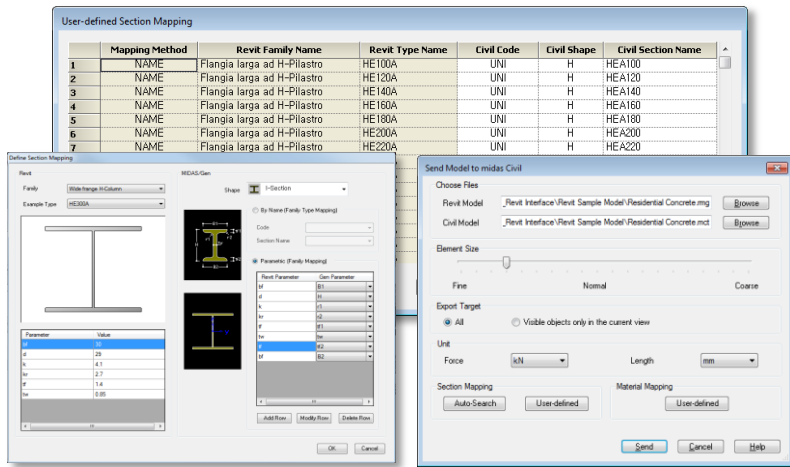 User-defined Section Mapping
Mapping Method Revit Family Name Revit Type Name Civil Code Civil Shape Civil Section Name
1 NAME Flangia larga ad H-Pilastro HE100A UNI H HEA100
2 NAME Flangia larga ad H-Pilastro HE120A UNI H HEA120
3 NAME Flangia larga ad H-Pilastro HE140A UNI H HEA140
4 NAME Flangia larga ad H-Pilastro HE160A UNI H HEA160
5 NAME Flangia larga ad H-Pilastro HE180A UNI H HEA180
6 NAME Flangia larga ad H-Pilastro HE200A UNI H HEA200
7 NAME Flangia larga ad H-Pilastro HE220A UNI H HEA220
Define Section Mapping
Revit
Family Wide frange H-Column
Example Type HE300A
Parameter Value
bf 30
d 29
k 4.1
kr 2.7
tf 1.4
tw 0.85
MIDAS/Gen
Shape I-Section
By Name (Family Type Mapping)
Code
Section Name
Parametric (Family Mapping)
Revit Parameter Gen Parameter
bf B1
d H
k r1
kr r2
tf tf1
tw tw
tf tf2
bf B2
Add Row Modify Row Delete Row
OK Cancel
Send Model to midas Civil
Choose Files
Revit Model _Revit Interface\Revit Sample Model\Residential Concrete.mrg Browse
Civil Model _Revit Interface\Revit Sample Model\Residential Concrete.mct Browse
Element Size
Fine Normal Coarse
Export Target
All Visible objects only in the current view
Unit
Force kN Length mm
Section Mapping Material Mapping
Auto-Search User-defined User-defined
Send Cancel Help